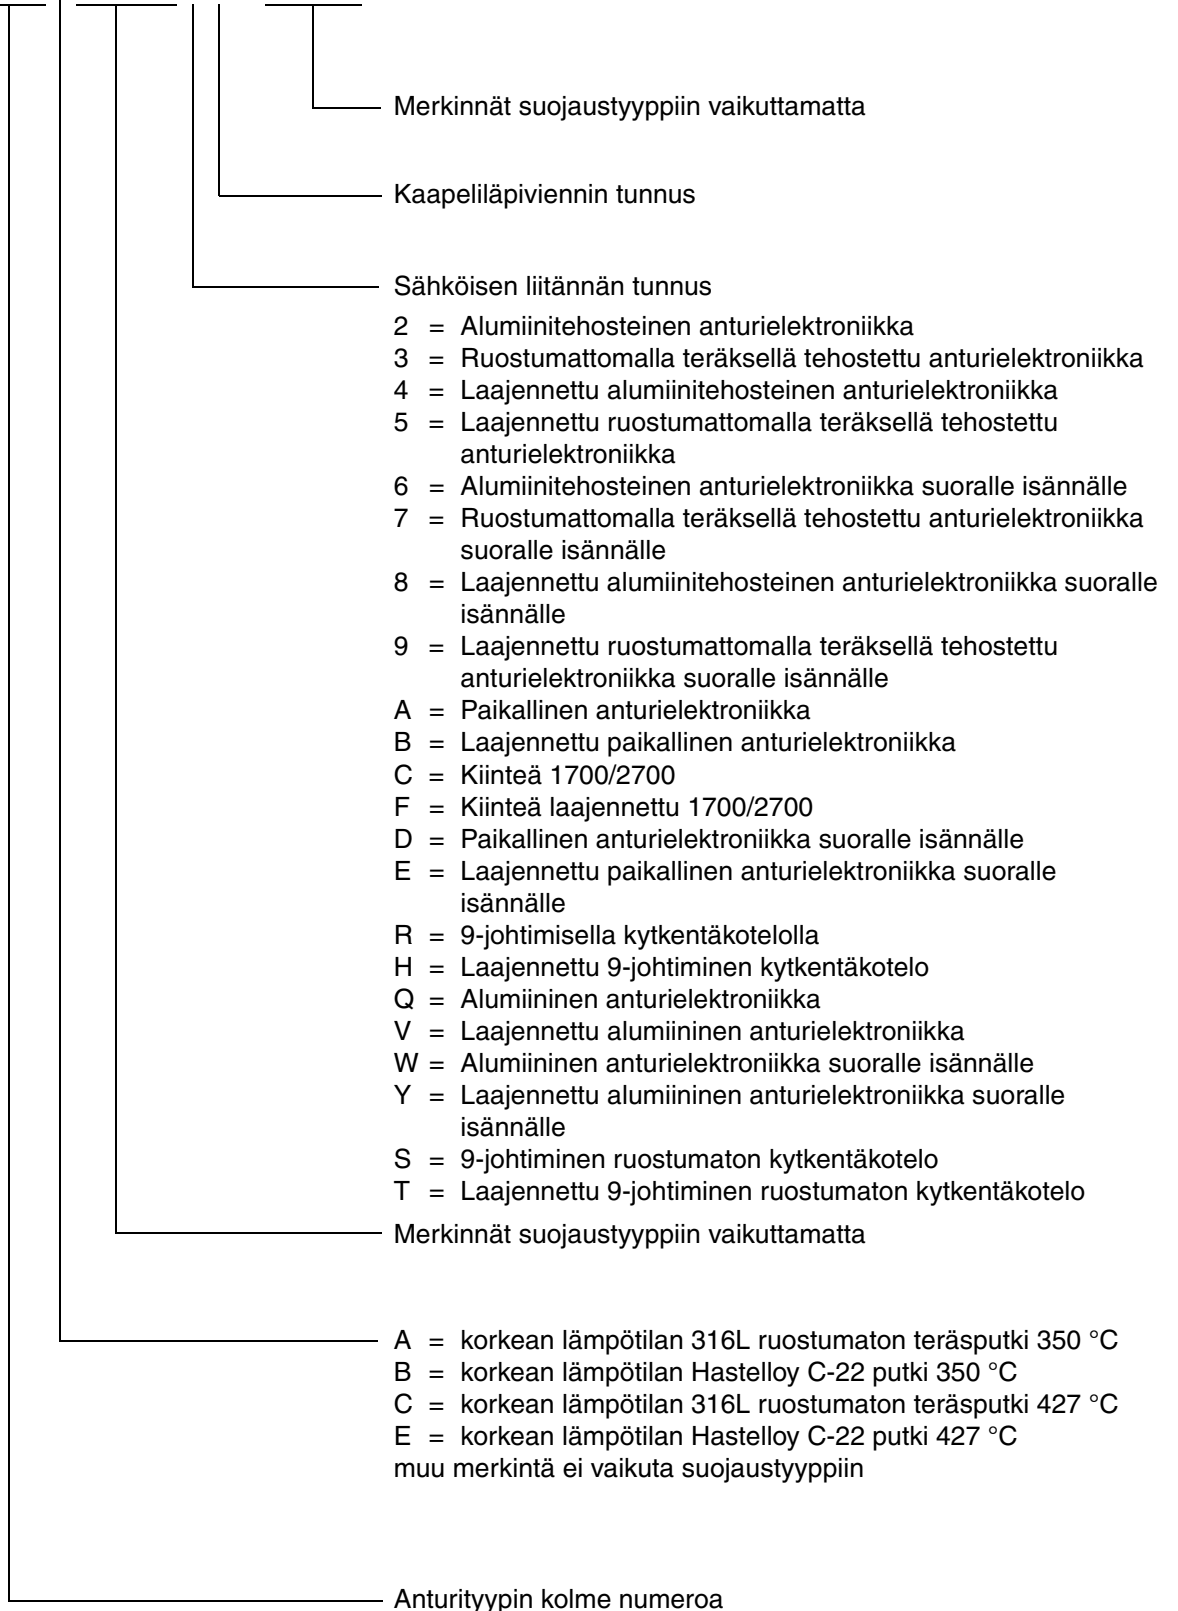 Merkinnät suojaustyyppiin vaikuttamatta
Kaapeliläpiviennin tunnus
Sähköisen liitännän tunnus
2 = Alumiinitehosteinen anturielektroniikka
3 = Ruostumattomalla teräksellä tehostettu anturielektroniikka
4 = Laajennettu alumiinitehosteinen anturielektroniikka
5 = Laajennettu ruostumattomalla teräksellä tehostettu
anturielektroniikka
6 = Alumiinitehosteinen anturielektroniikka suoralle isännälle
7 = Ruostumattomalla teräksellä tehostettu anturielektroniikka
suoralle isännälle
8 = Laajennettu alumiinitehosteinen anturielektroniikka suoralle
isännälle
9 = Laajennettu ruostumattomalla teräksellä tehostettu
anturielektroniikka suoralle isännälle
A = Paikallinen anturielektroniikka
B = Laajennettu paikallinen anturielektroniikka
C = Kiinteä 1700/2700
F = Kiinteä laajennettu 1700/2700
D = Paikallinen anturielektroniikka suoralle isännälle
E = Laajennettu paikallinen anturielektroniikka suoralle
isännälle
R = 9-johtimisella kytkentäkotelolla
H = Laajennettu 9-johtiminen kytkentäkotelo
Q = Alumiininen anturielektroniikka
V = Laajennettu alumiininen anturielektroniikka
W = Alumiininen anturielektroniikka suoralle isännälle
Y = Laajennettu alumiininen anturielektroniikka suoralle
isännälle
S = 9-johtiminen ruostumaton kytkentäkotelo
T = Laajennettu 9-johtiminen ruostumaton kytkentäkotelo
Merkinnät suojaustyyppiin vaikuttamatta
A = korkean lämpötilan 316L ruostumaton teräsputki 350 °C
B = korkean lämpötilan Hastelloy C-22 putki 350 °C
C = korkean lämpötilan 316L ruostumaton teräsputki 427 °C
E = korkean lämpötilan Hastelloy C-22 putki 427 °C
muu merkintä ei vaikuta suojaustyyppiin
Anturityypin kolme numeroa